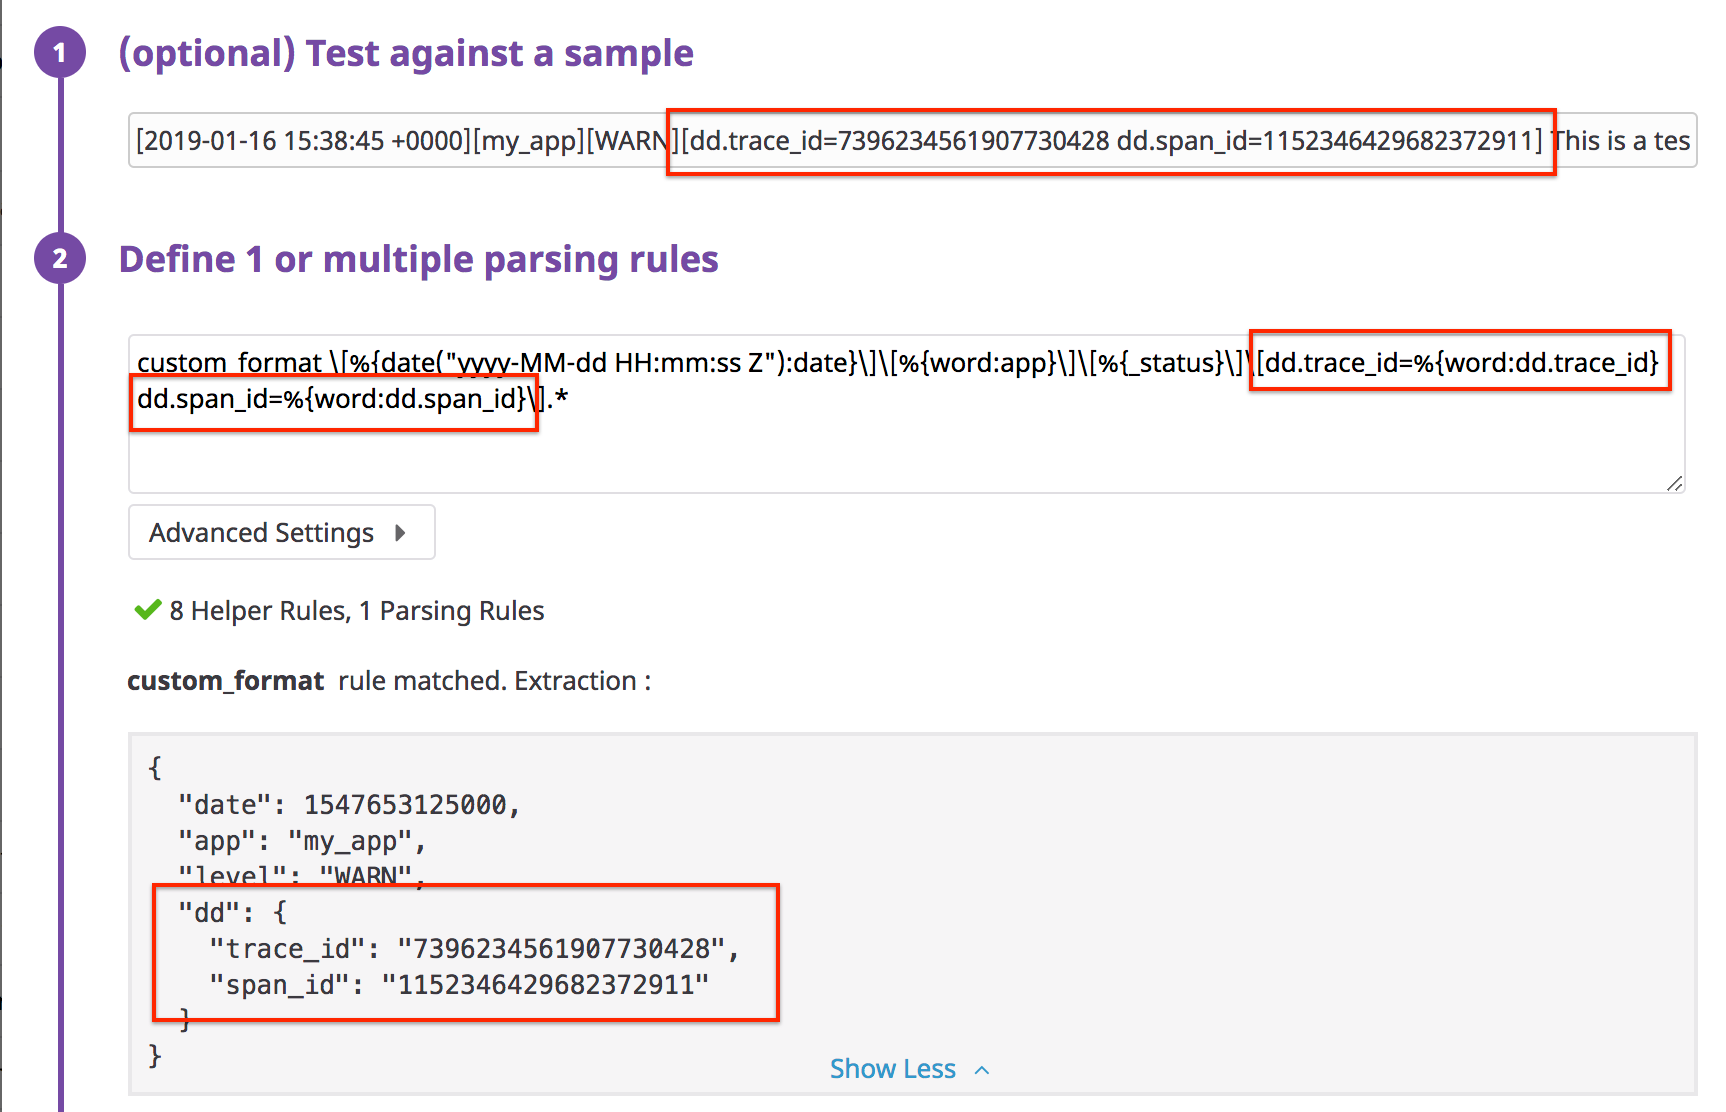 1 (optional) Test against a sample
[2019-01-16 15:38:45 +0000][my_app][WARN][dd.trace_id=7396234561907730428 dd.span_id=1152346429682372911] This is a tes
2 Define 1 or multiple parsing rules
custom_format \[%{date("yyyy-MM-dd HH:mm:ss Z"):date}\]\[%{word:app}\]\[%{_status}\]\[dd.trace_id=%{word:dd.trace_id}
dd.span_id=%{word:dd.span_id}\].*
Advanced Settings
8 Helper Rules, 1 Parsing Rules
custom_format rule matched. Extraction :
{
"date": 1547653125000,
"app": "my_app",
"level": "WARN",
"dd": {
"trace_id": "7396234561907730428",
"span_id": "1152346429682372911"
}
}
Show Less